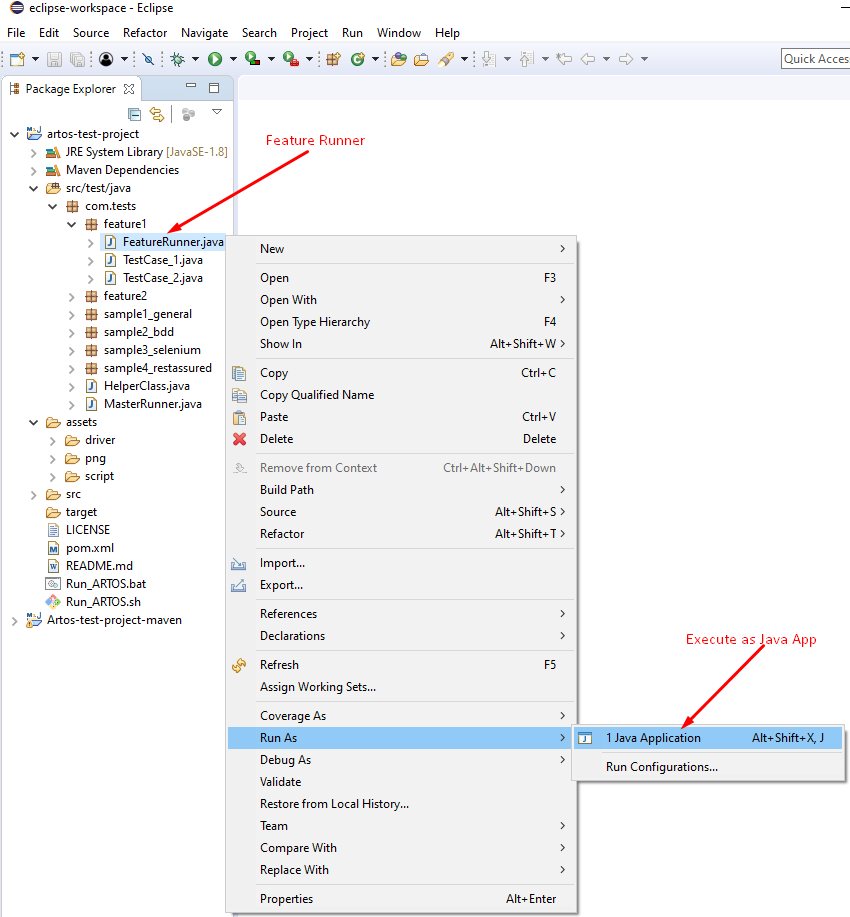 eclipse-workspace - Eclipse
File Edit Source Refactor Navigate Search Project Run Window Help
Quick Access
Package Explorer
artos-test-project
JRE System Library [JavaSE-1.8]
Maven Dependencies
src/test/java
com.tests
feature1
FeatureRunner.java
TestCase_1.java
TestCase_2.java
feature2
sample1_general
sample2_bdd
sample3_selenium
sample4_restassured
HelperClass.java
MasterRunner.java
assets
driver
png
script
src
target
LICENSE
pom.xml
README.md
Run_ARTOS.bat
Run_ARTOS.sh
Artos-test-project-maven
Feature Runner
New
Open F3
Open With
Open Type Hierarchy F4
Show In Alt+Shift+W
Copy Ctrl+C
Copy Qualified Name
Paste Ctrl+V
Delete Delete
Remove from Context Ctrl+Alt+Shift+Down
Build Path
Source Alt+Shift+S
Refactor Alt+Shift+T
Import...
Export...
References
Declarations
Refresh F5
Assign Working Sets...
Coverage As
Run As
Debug As
Validate
Restore from Local History...
Team
Compare With
Replace With
Properties Alt+Enter
Execute as Java App
1 Java Application Alt+Shift+X, J
Run Configurations...